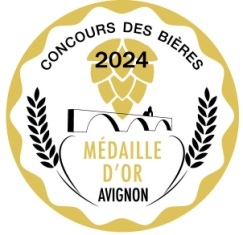 CONCOURS DES BIÈRES
2024
MÉDAILLE
D'OR
AVIGNON